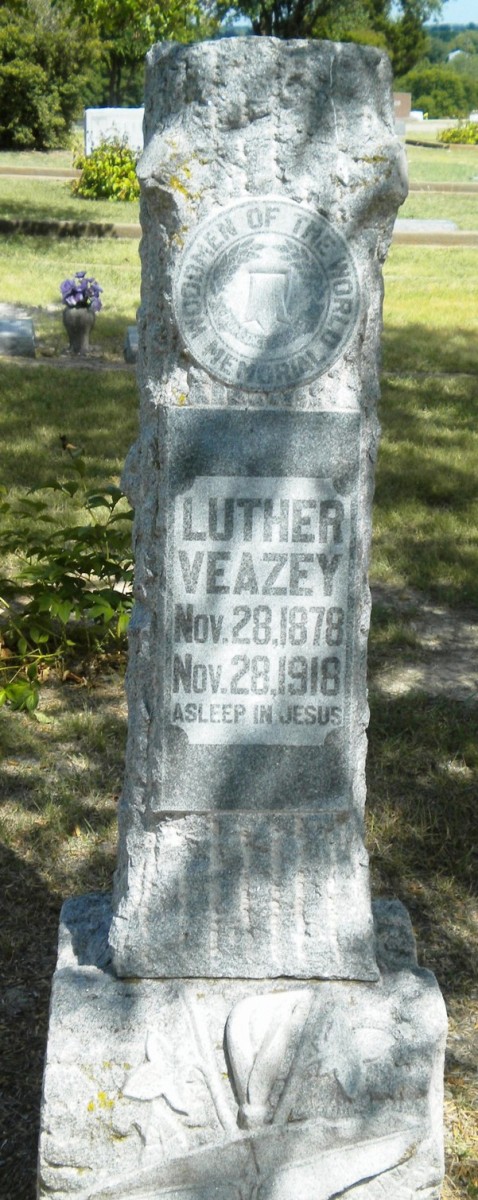 WOODMEN OF THE WORLD
MEMORIAL
LUTHER
VEAZEY
NOV. 28, 1878
NOV. 28, 1918
ASLEEP IN JESUS